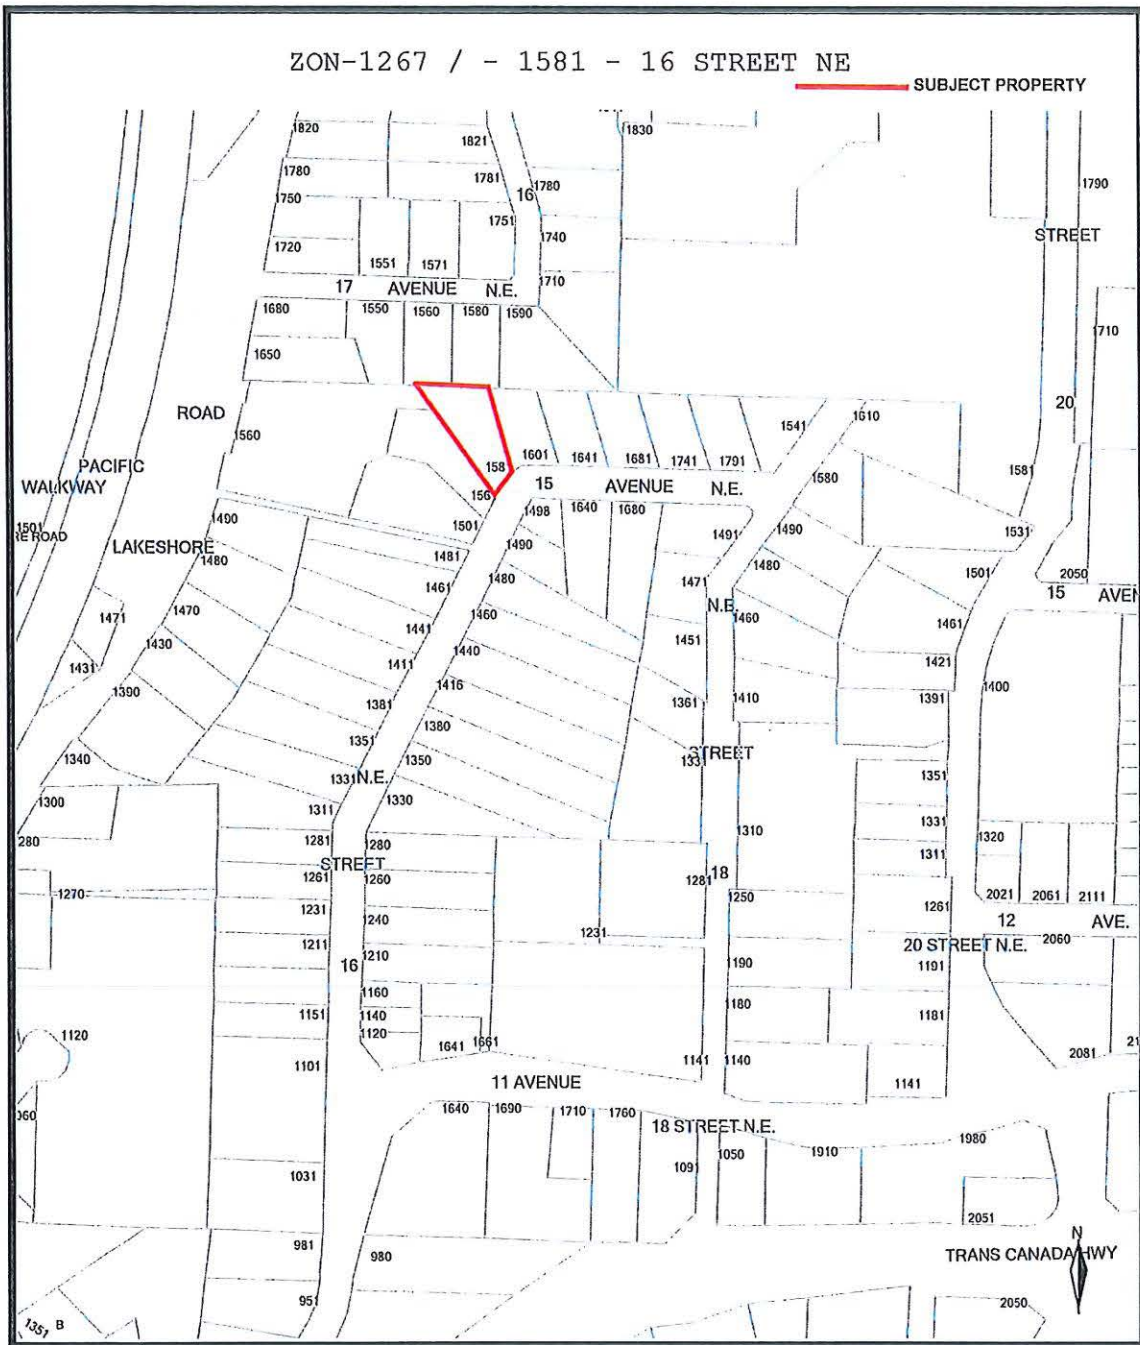 ZON-1267 / - 1581 - 16 STREET NE
SUBJECT PROPERTY
1820 1821 1830
1780 1781 1780 1790
1750 16
1751 1740 STREET
1720 1551 1571 1710
17 AVENUE N.E.
1680 1550 1560 1580 1590 1710
1650
ROAD 1541 1610 20
1560
1601 1641 1681 1741 1791
PACIFIC 158 1580 1581
WALKWAY 156 15 AVENUE N.E.
1490 1501 1498 1640 1680 1490 1531
1501
RE ROAD
LAKESHORE 1481 1490 1491
1480 1461 1480 1471 1480 1501 2050
15 AVEN
1471 1470 1441 1460 N.E. 1460 1461
1430 1411 1440 1451 1421
1431
1390 1381 1416 1361 1410 1391 1400
1351 1380 STREET
1340 1331 N.E. 1350 133 1351
1300 1311 1330 1310 1331 1320
280 1281 1280 1311
STREET
1261 1260 1281 18
1270 1231 1240 1250 1261 2021 2061 2111
12 AVE.
1211 1210 1231 20 STREET N.E. 2060
16 1190 1191
1151 1160 1180 1181
1140
1120 1120 1641 1661 2081 21
1101 1141 1140 1141
11 AVENUE
060 1640 1690 1710 1760 18 STREET N.E. 1980
1031 1091 1050 1910
981 980 2051
TRANS CANADA HWY
N
951 2050
1351 B